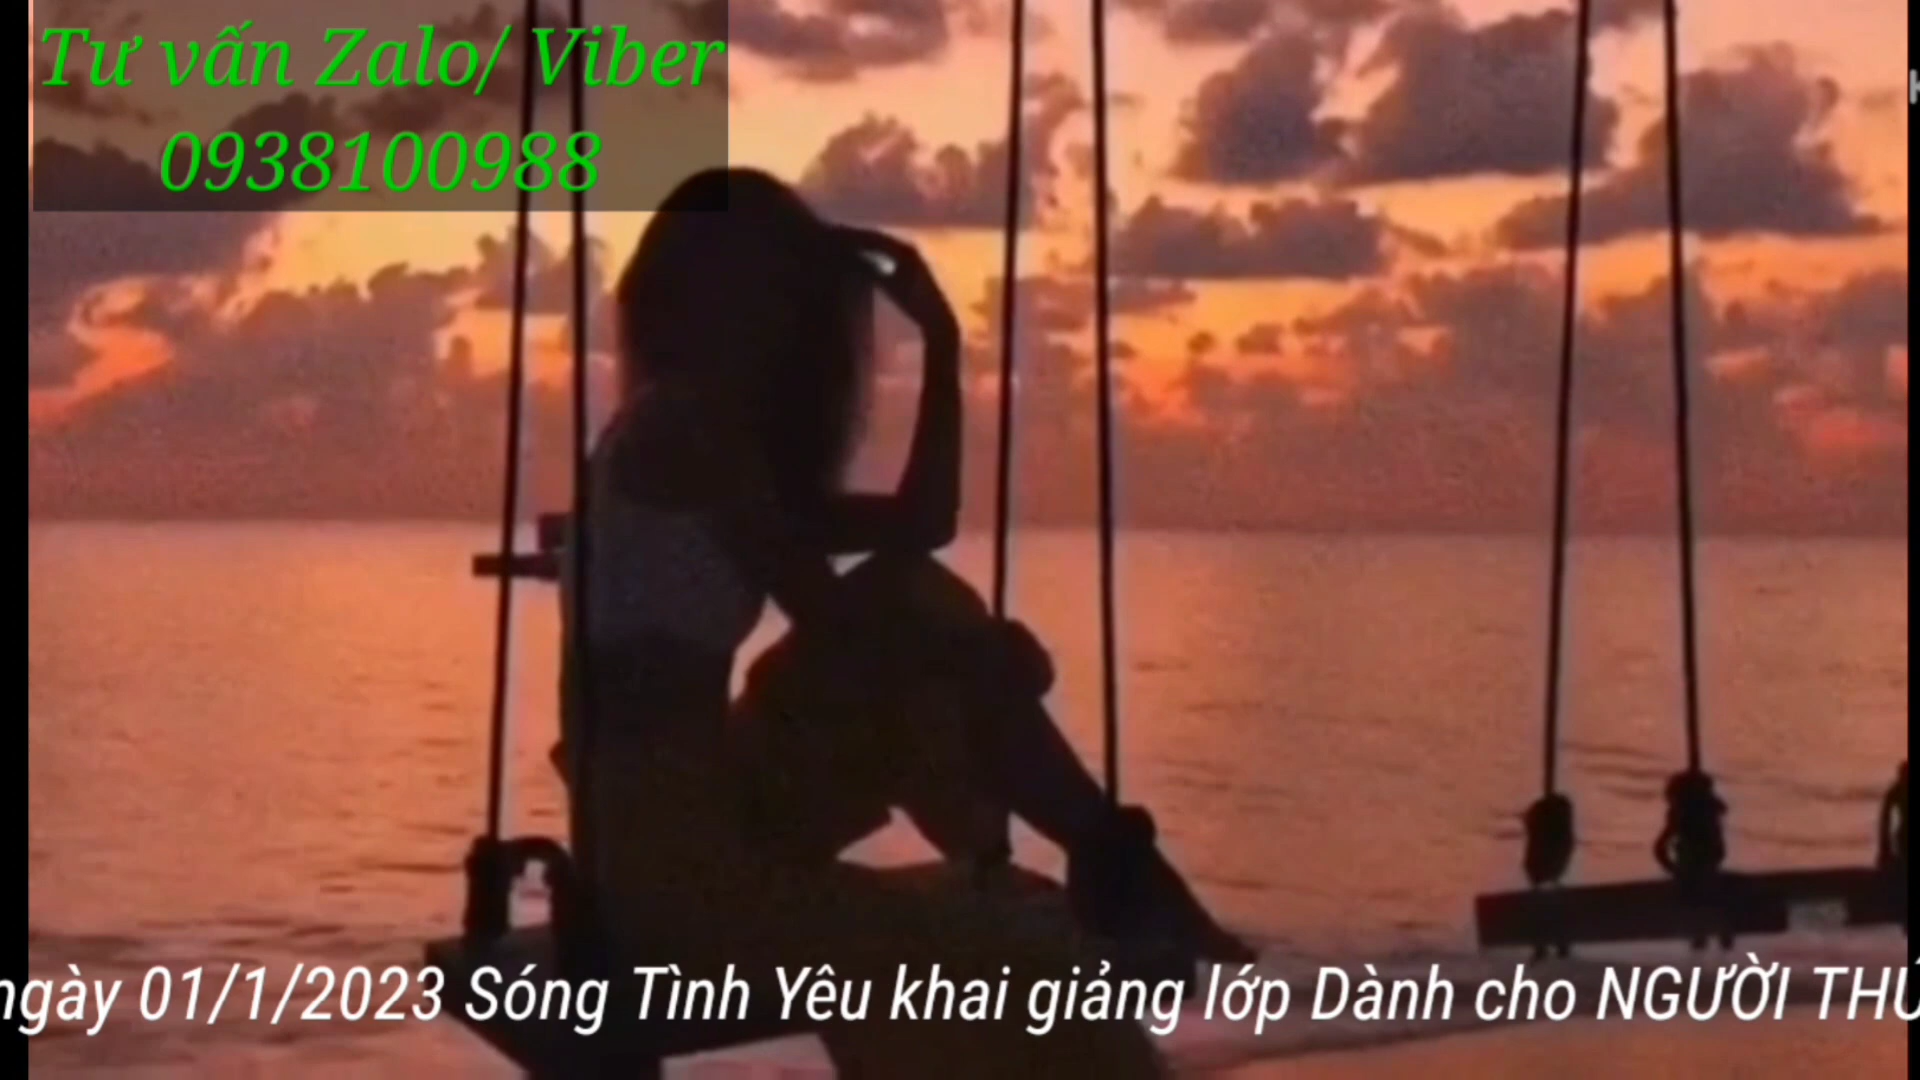 Tư vấn Zalo/ Viber
0938100988
ngày 01/1/2023 Sóng Tình Yêu khai giảng lớp Dành cho NGƯỜI